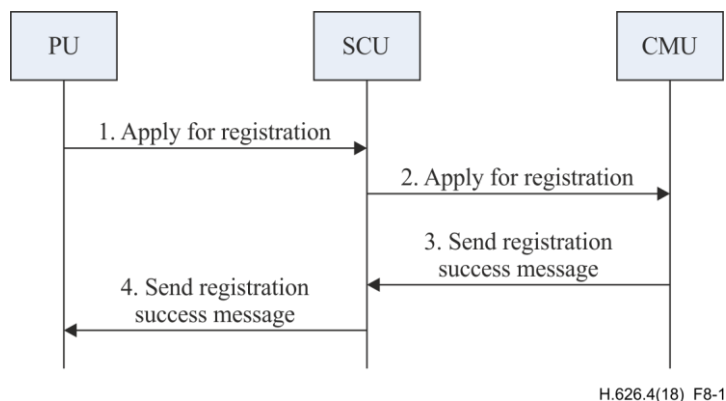 PU
SCU
CMU
1. Apply for registration
2. Apply for registration
3. Send registration
success message
4. Send registration
success message
H.626.4(18)_F8-1